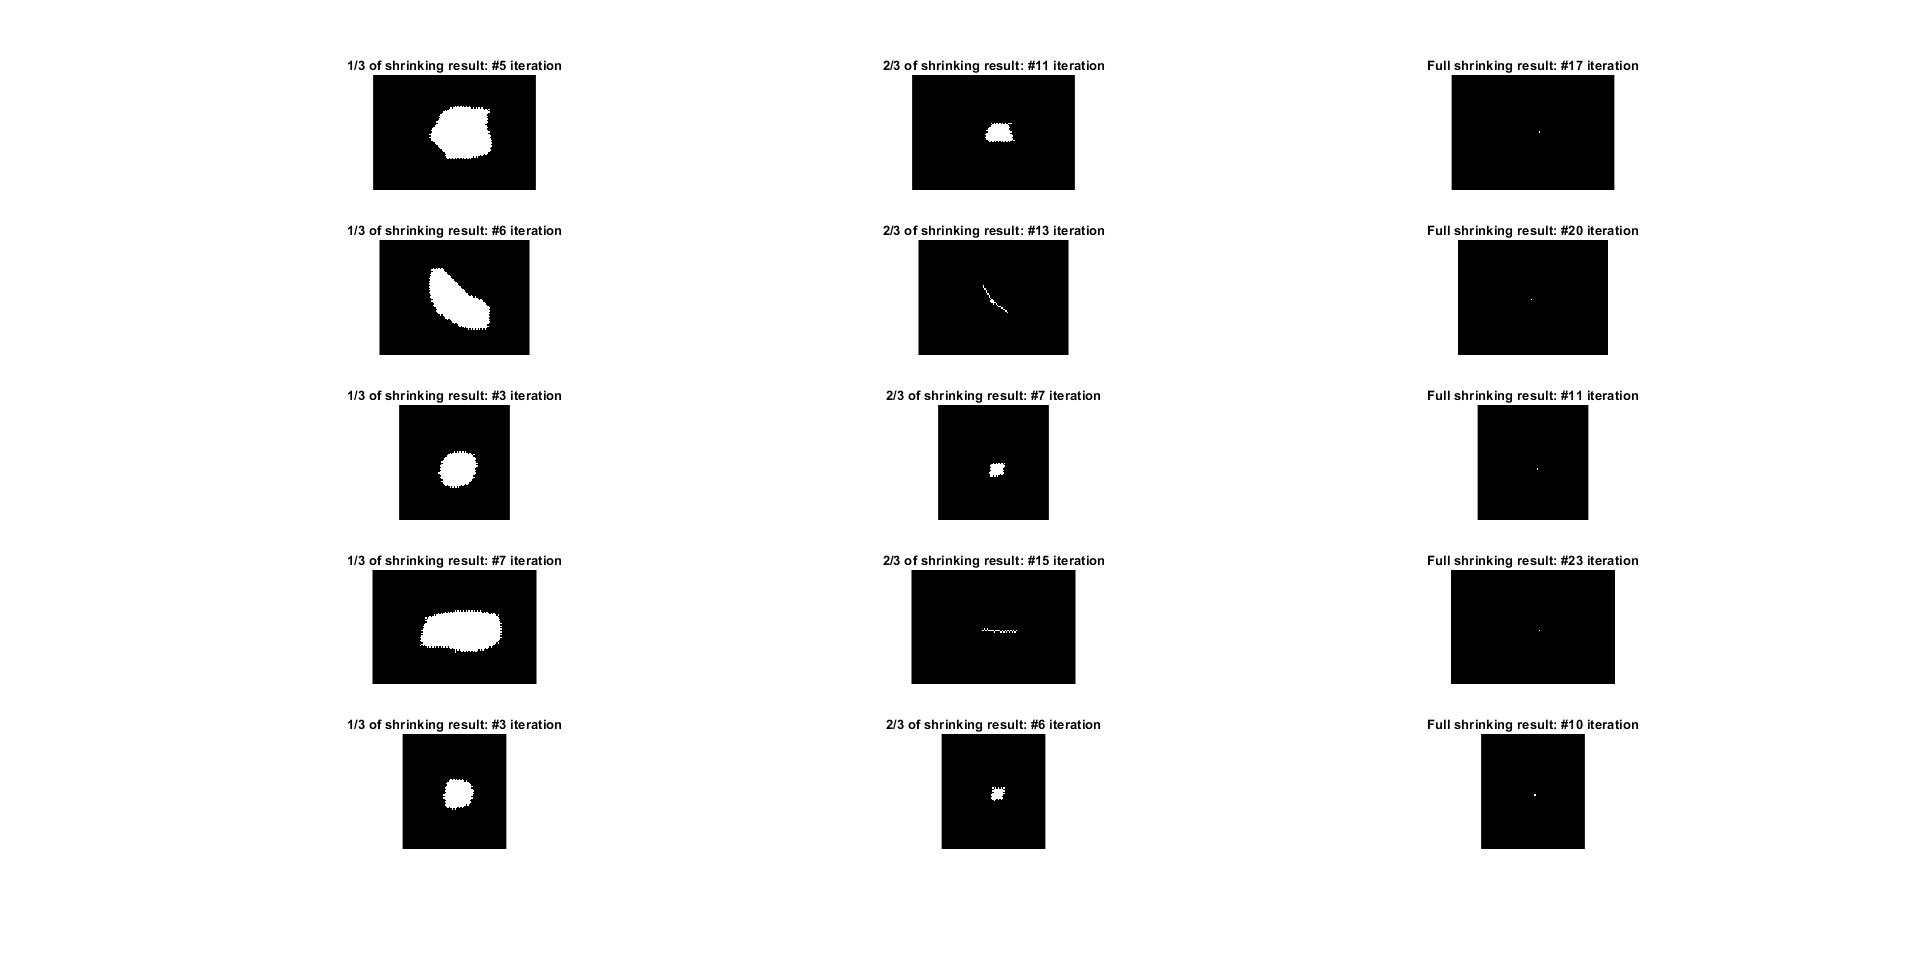 1/3 of shrinking result: #5 iteration
2/3 of shrinking result: #11 iteration
Full shrinking result: #17 iteration
1/3 of shrinking result: #6 iteration
2/3 of shrinking result: #13 iteration
Full shrinking result: #20 iteration
1/3 of shrinking result: #3 iteration
2/3 of shrinking result: #7 iteration
Full shrinking result: #11 iteration
1/3 of shrinking result: #7 iteration
2/3 of shrinking result: #15 iteration
Full shrinking result: #23 iteration
1/3 of shrinking result: #3 iteration
2/3 of shrinking result: #6 iteration
Full shrinking result: #10 iteration